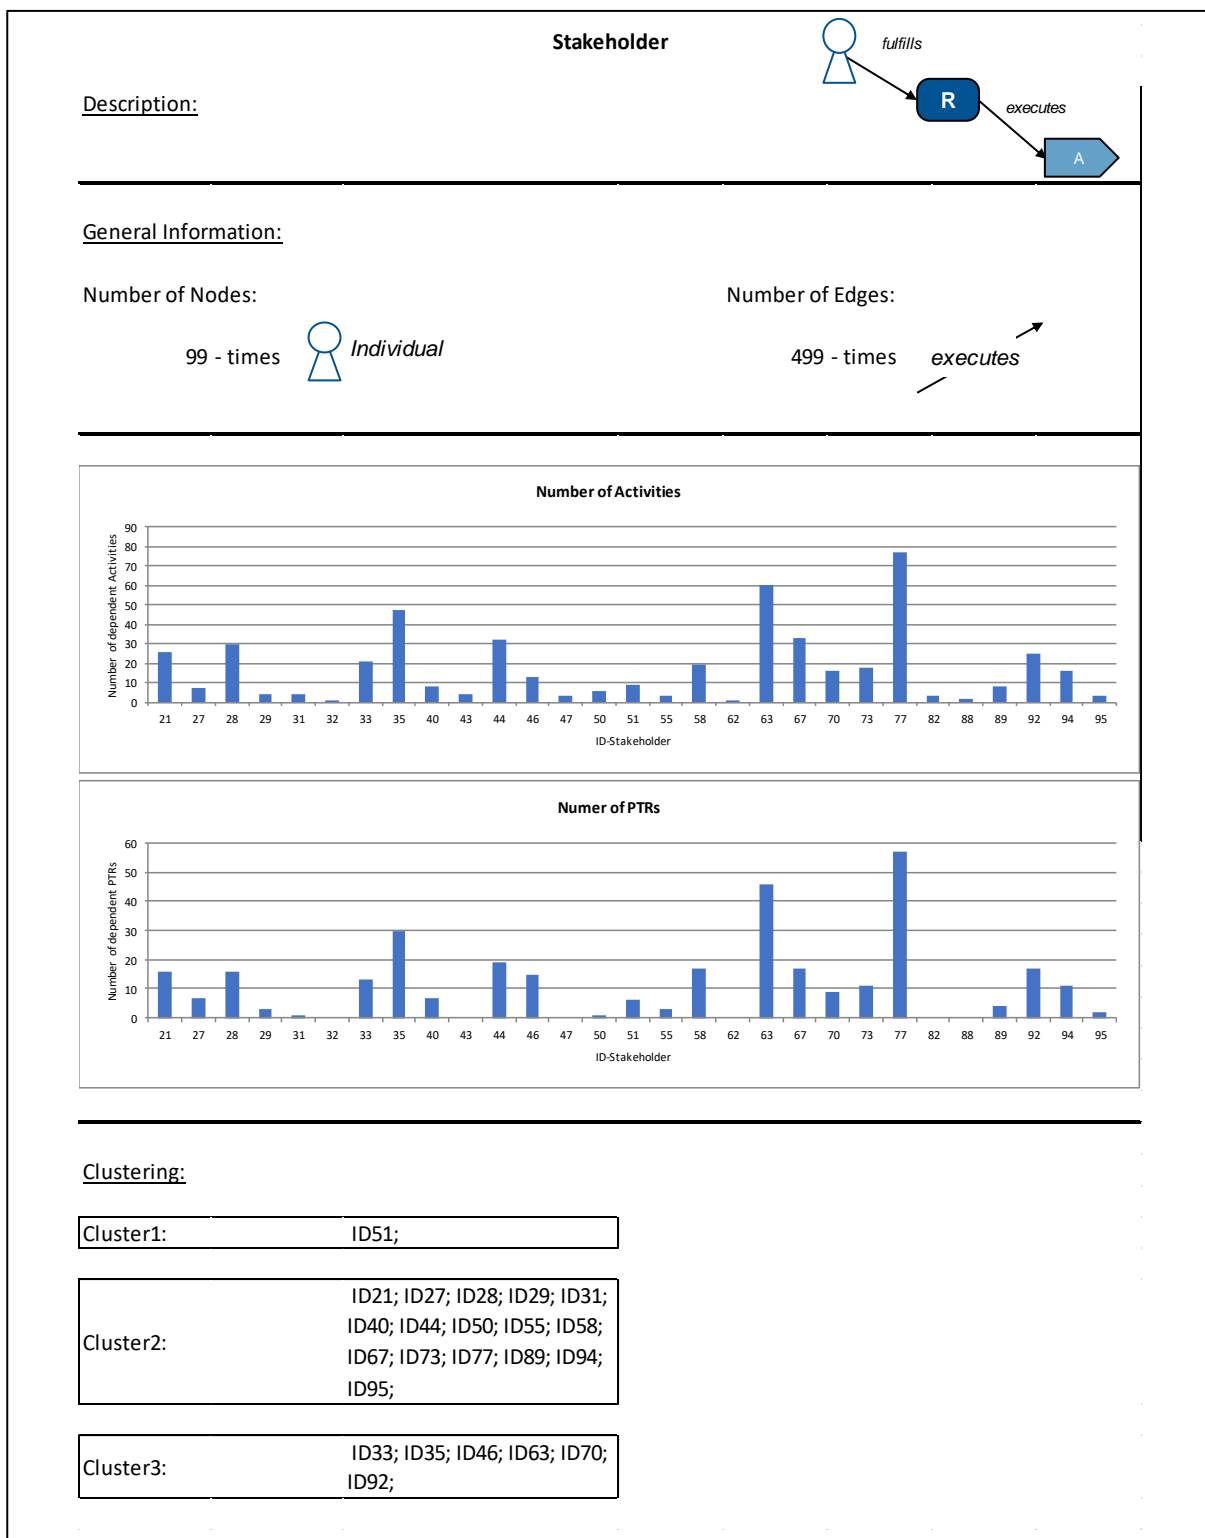 Stakeholder
fulfills
Description:
R
executes
A
General Information:
Number of Nodes:
Number of Edges:
99 - times
Individual
499 - times
executes
Number of Activities
Number of dependent Activities
90
80
70
60
50
40
30
20
10
0
21 27 28 29 31 32 33 35 40 43 44 46 47 50 51 55 58 62 63 67 70 73 77 82 88 89 92 94 95
ID-Stakeholder
Numer of PTRs
Number of dependent PTRs
60
50
40
30
20
10
0
21 27 28 29 31 32 33 35 40 43 44 46 47 50 51 55 58 62 63 67 70 73 77 82 88 89 92 94 95
ID-Stakeholder
Clustering:
Cluster1: ID51;
Cluster2:
ID21; ID27; ID28; ID29; ID31;
ID40; ID44; ID50; ID55; ID58;
ID67; ID73; ID77; ID89; ID94;
ID95;
Cluster3:
ID33; ID35; ID46; ID63; ID70;
ID92;